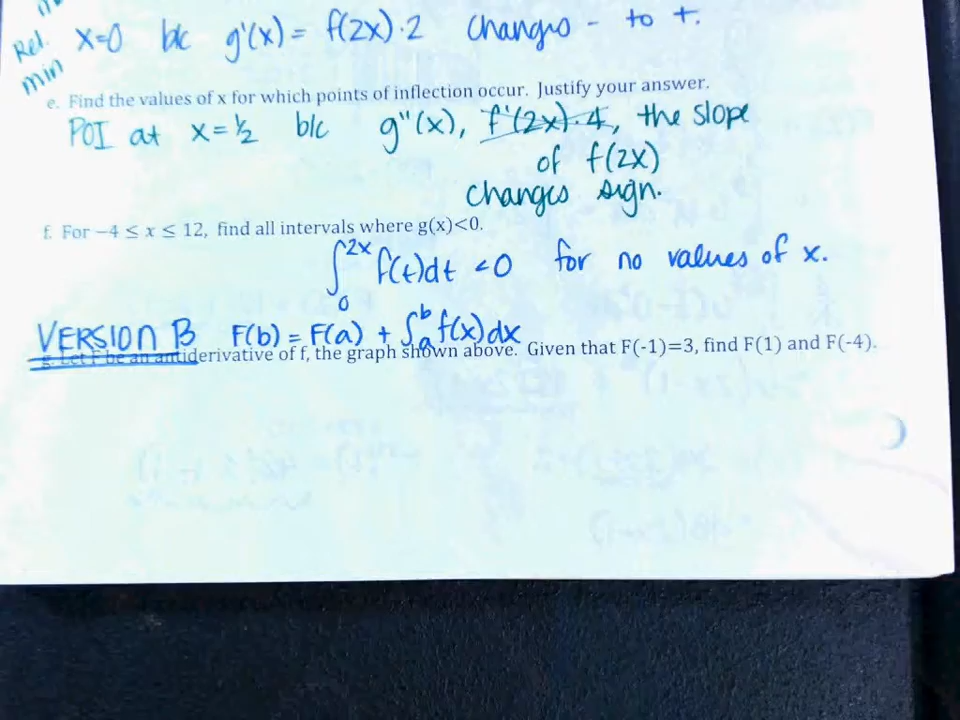 Rel. min x=0 b/c g'(x) = f(2x)·2 changes - to +.
e. Find the values of x for which points of inflection occur. Justify your answer.
POI at x=½ b/c g"(x), f'(2x)·4, the slope
of f(2x)
changes sign.
f. For −4 ≤ x ≤ 12, find all intervals where g(x)<0.
∫₀²ˣ f(t)dt <0 for no values of x.
VERSION B F(b) = F(a) + ∫ₐᵇ f(x)dx
g. Let F be an antiderivative of f, the graph shown above. Given that F(-1)=3, find F(1) and F(-4).